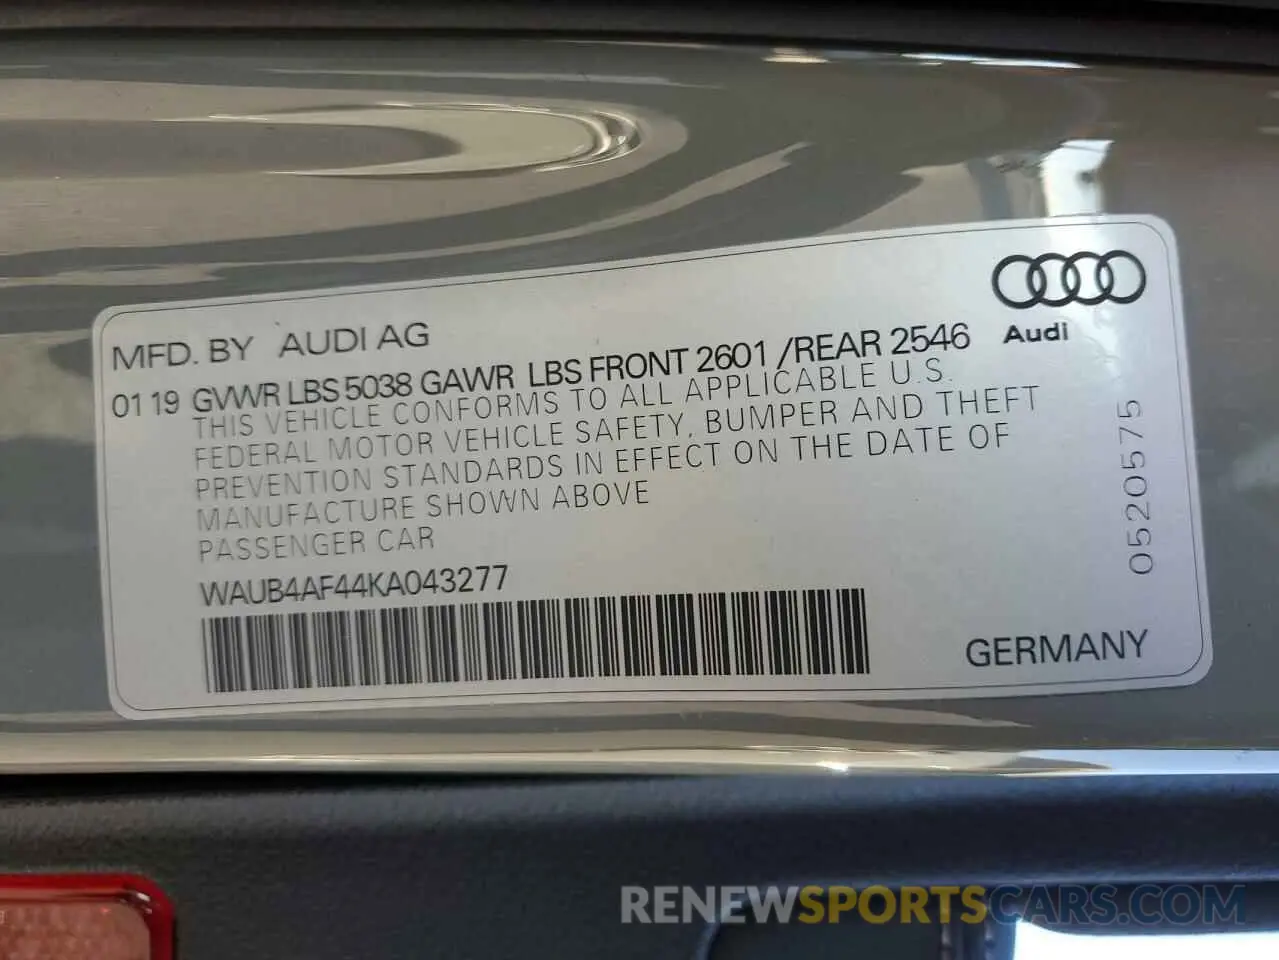 MFD. BY AUDI AG
Audi
01 19 GVWR LBS 5038 GAWR LBS FRONT 2601 /REAR 2546
THIS VEHICLE CONFORMS TO ALL APPLICABLE U.S.
FEDERAL MOTOR VEHICLE SAFETY, BUMPER AND THEFT
PREVENTION STANDARDS IN EFFECT ON THE DATE OF
MANUFACTURE SHOWN ABOVE
PASSENGER CAR
WAUB4AF44KA043277
GERMANY
0520575
RENEWSPORTSCARS.COM